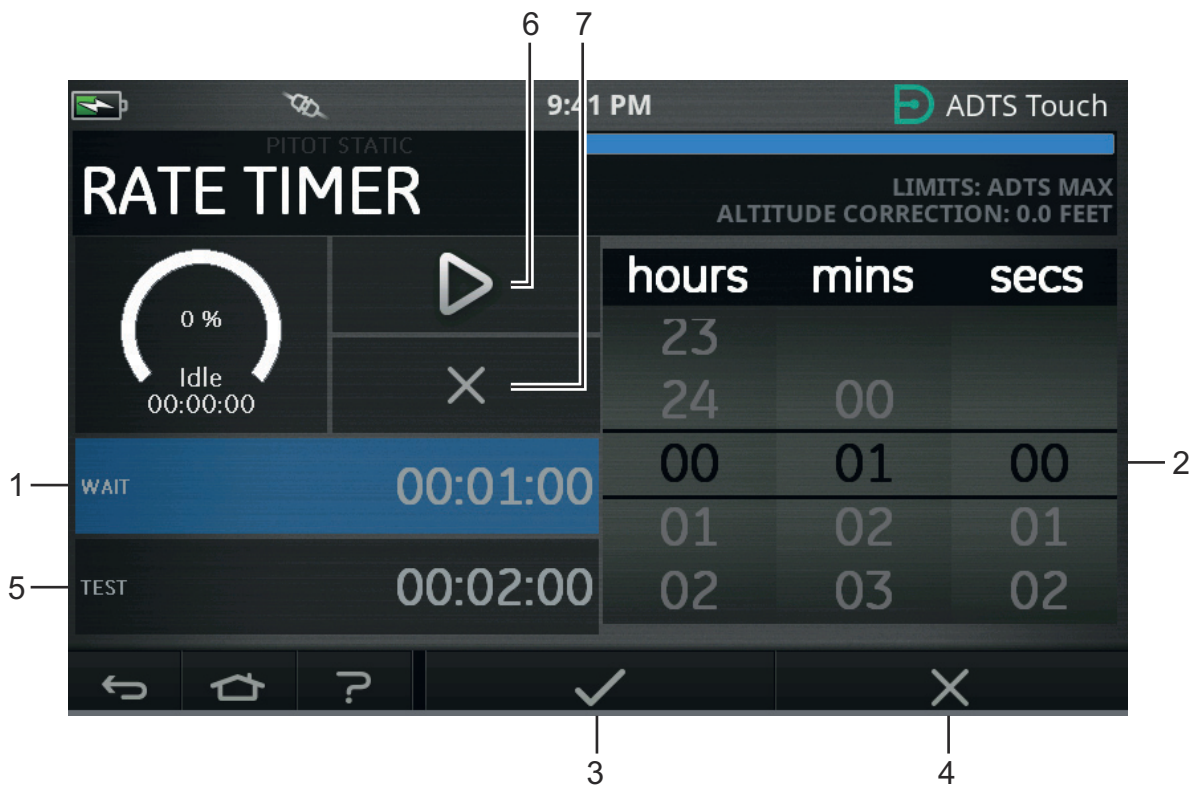 6 7
9:41 PM
ADTS Touch
PITOT STATIC
RATE TIMER
LIMITS: ADTS MAX
ALTITUDE CORRECTION: 0.0 FEET
0 %
Idle
00:00:00
hours mins secs
23
24 00
00 01 00
01 02 01
02 03 02
2
1
WAIT 00:01:00
5
TEST 00:02:00
3 4